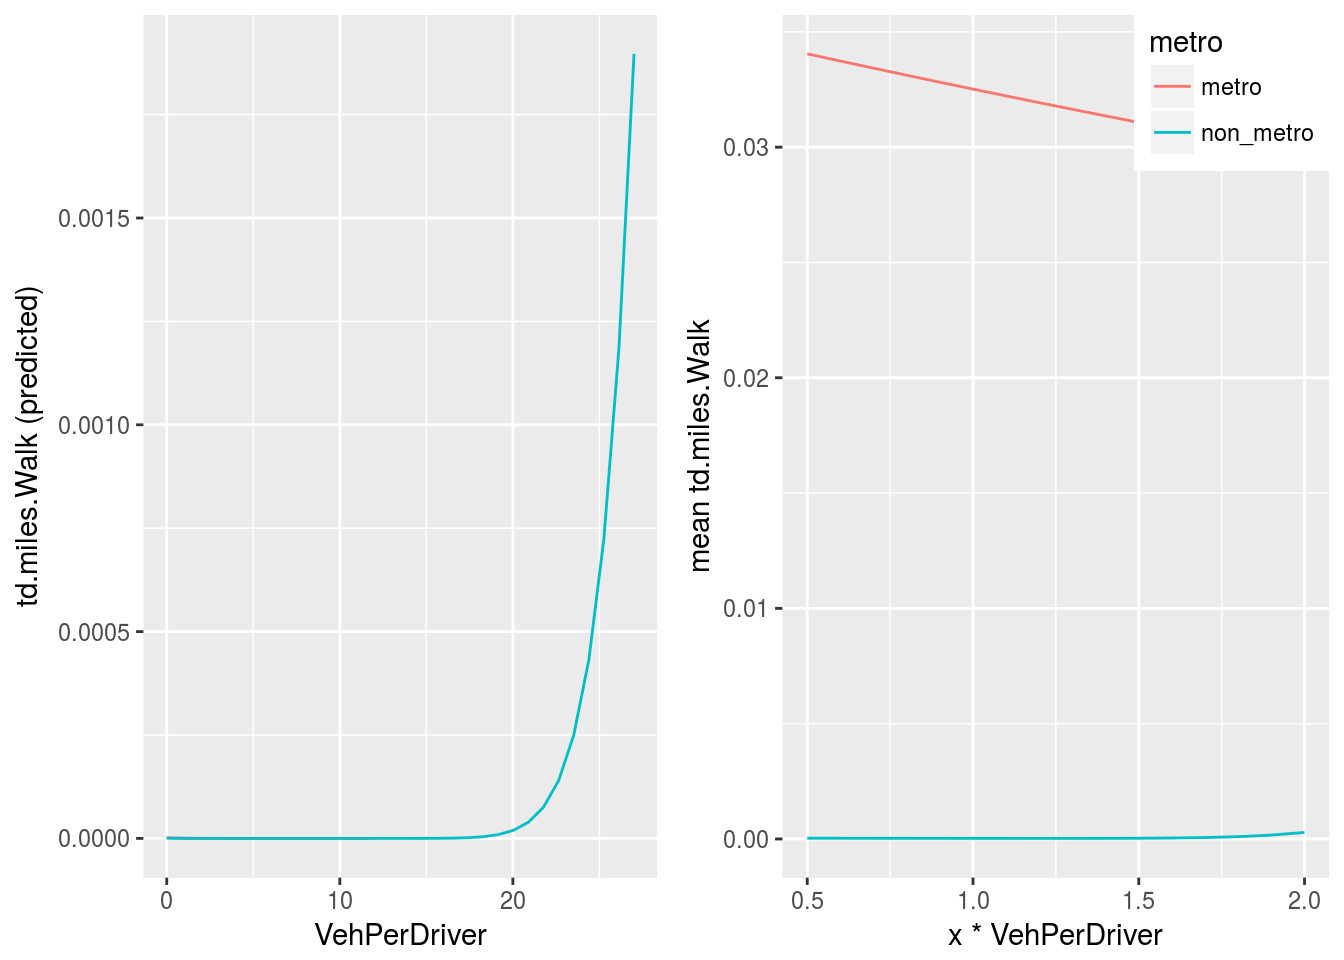 td.miles.Walk (predicted)
0.0015
0.0010
0.0005
0.0000
0
10
20
VehPerDriver
mean td.miles.Walk
0.03
0.02
0.01
0.00
0.5
1.0
1.5
2.0
x * VehPerDriver
metro
metro
non_metro